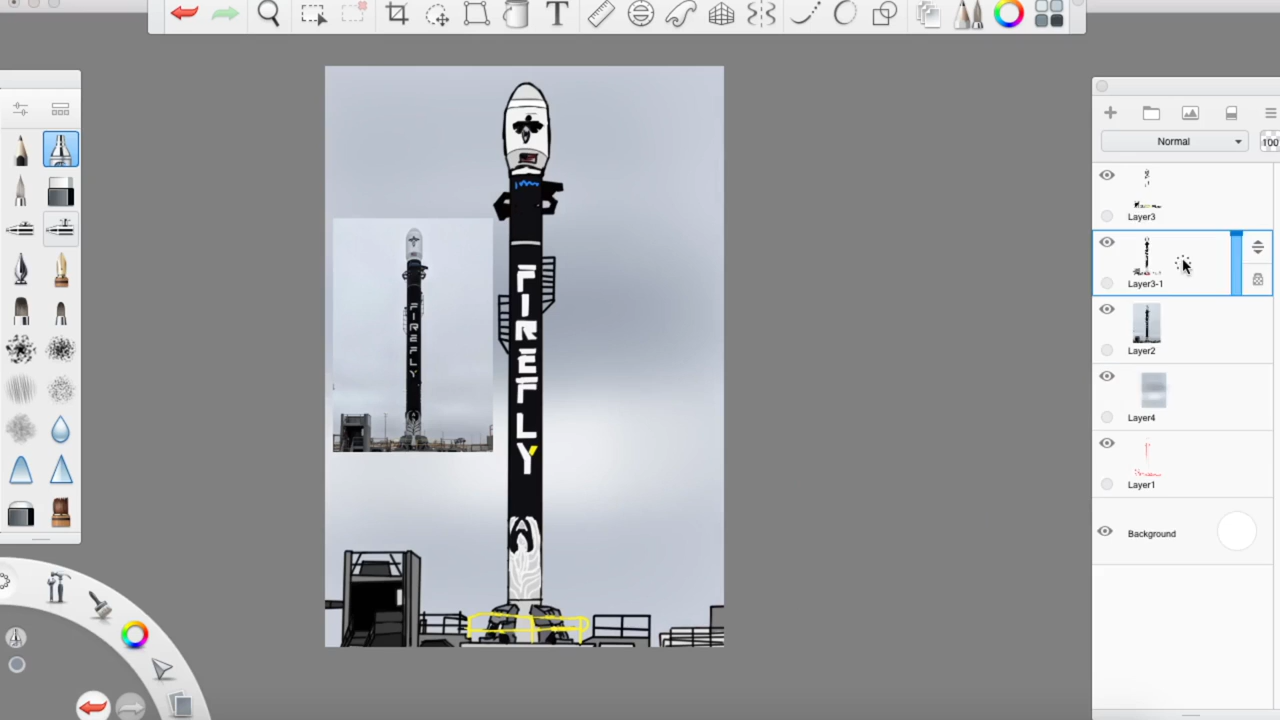 T
Normal
100
Layer3
Layer3-1
Layer2
Layer4
Layer1
Background
FIREFLY
FIREFLY